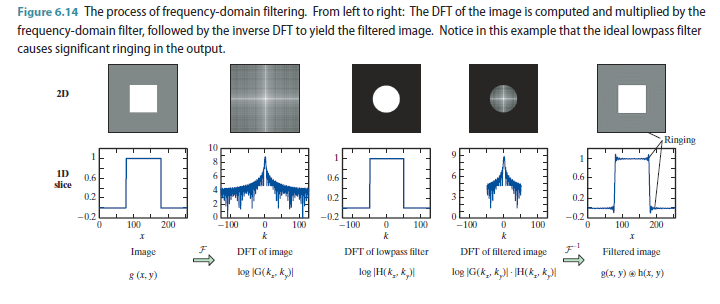 Figure 6.14 The process of frequency-domain filtering. From left to right: The DFT of the image is computed and multiplied by the
frequency-domain filter, followed by the inverse DFT to yield the filtered image. Notice in this example that the ideal lowpass filter
causes significant ringing in the output.
2D
Ringing
1D
slice
1
0.6
0.2
−0.2
0 100 200
x
10
8
6
4
2
0
−100 0 100
k
1
0.6
0.2
−0.2
−100 0 100
k
9
6
3
0
−100 0 100
k
1
0.6
0.2
−0.2
0 100 200
x
Image ℱ DFT of image DFT of lowpass filter DFT of filtered image ℱ⁻¹ Filtered image
g (x, y) log |G(kₓ, kᵧ)| log |H(kₓ, kᵧ)| log |G(kₓ, kᵧ)| · |H(kₓ, kᵧ)| g(x, y) ⊛ h(x, y)